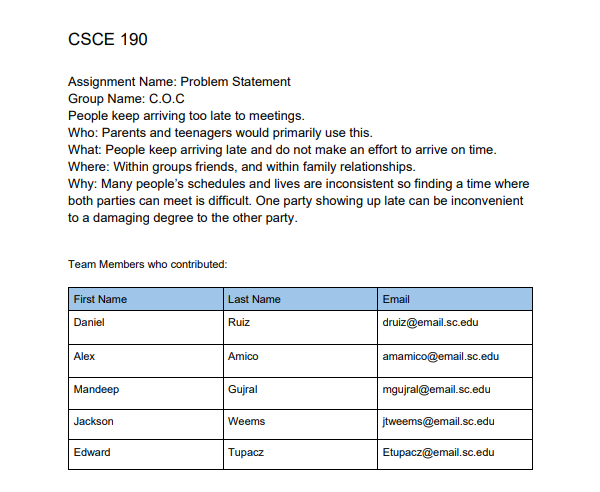 CSCE 190
Assignment Name: Problem Statement
Group Name: C.O.C
People keep arriving too late to meetings.
Who: Parents and teenagers would primarily use this.
What: People keep arriving late and do not make an effort to arrive on time.
Where: Within groups friends, and within family relationships.
Why: Many people’s schedules and lives are inconsistent so finding a time where
both parties can meet is difficult. One party showing up late can be inconvenient
to a damaging degree to the other party.
Team Members who contributed:
First Name Last Name Email
Daniel Ruiz druiz@email.sc.edu
Alex Amico amamico@email.sc.edu
Mandeep Gujral mgujral@email.sc.edu
Jackson Weems jtweems@email.sc.edu
Edward Tupacz Etupacz@email.sc.edu